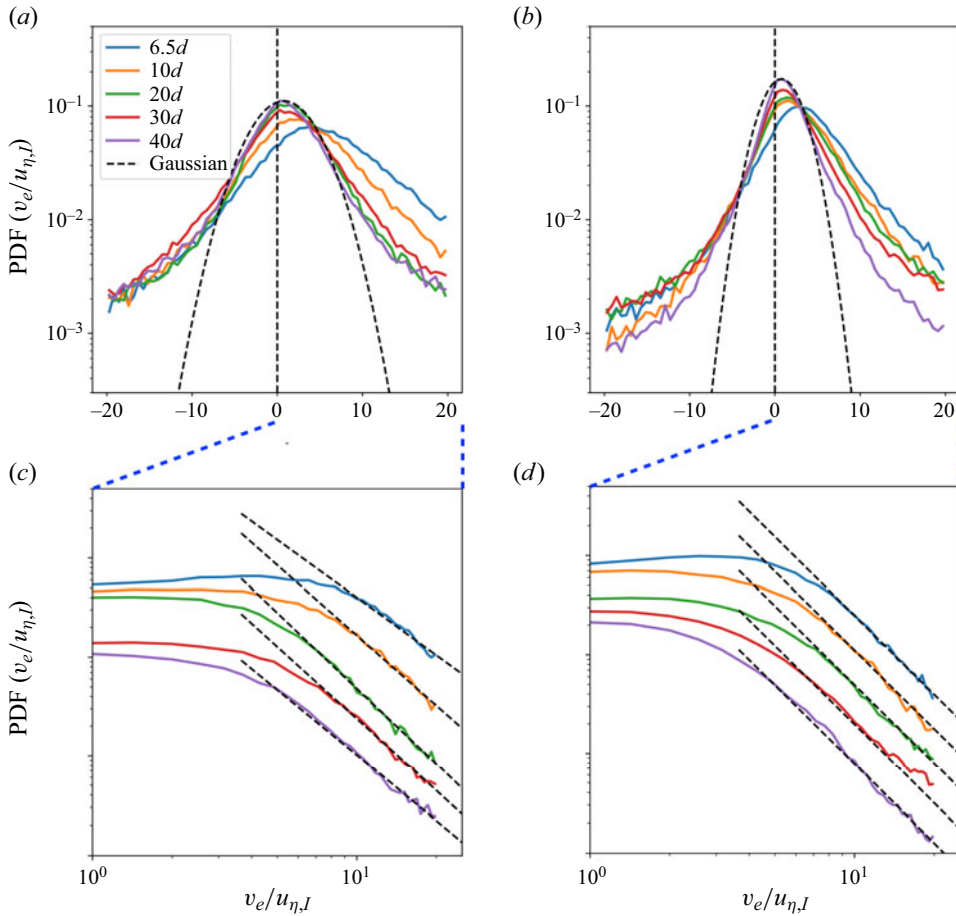 (a)
6.5d
10d
20d
30d
40d
Gaussian
PDF (v_e/u_{η,I})
10^{-1}
10^{-2}
10^{-3}
–20 –10 0 10 20
(b)
10^{-1}
10^{-2}
10^{-3}
–20 –10 0 10 20
(c)
PDF (v_e/u_{η,I})
10^0 10^1
v_e/u_{η,I}
(d)
10^0 10^1
v_e/u_{η,I}